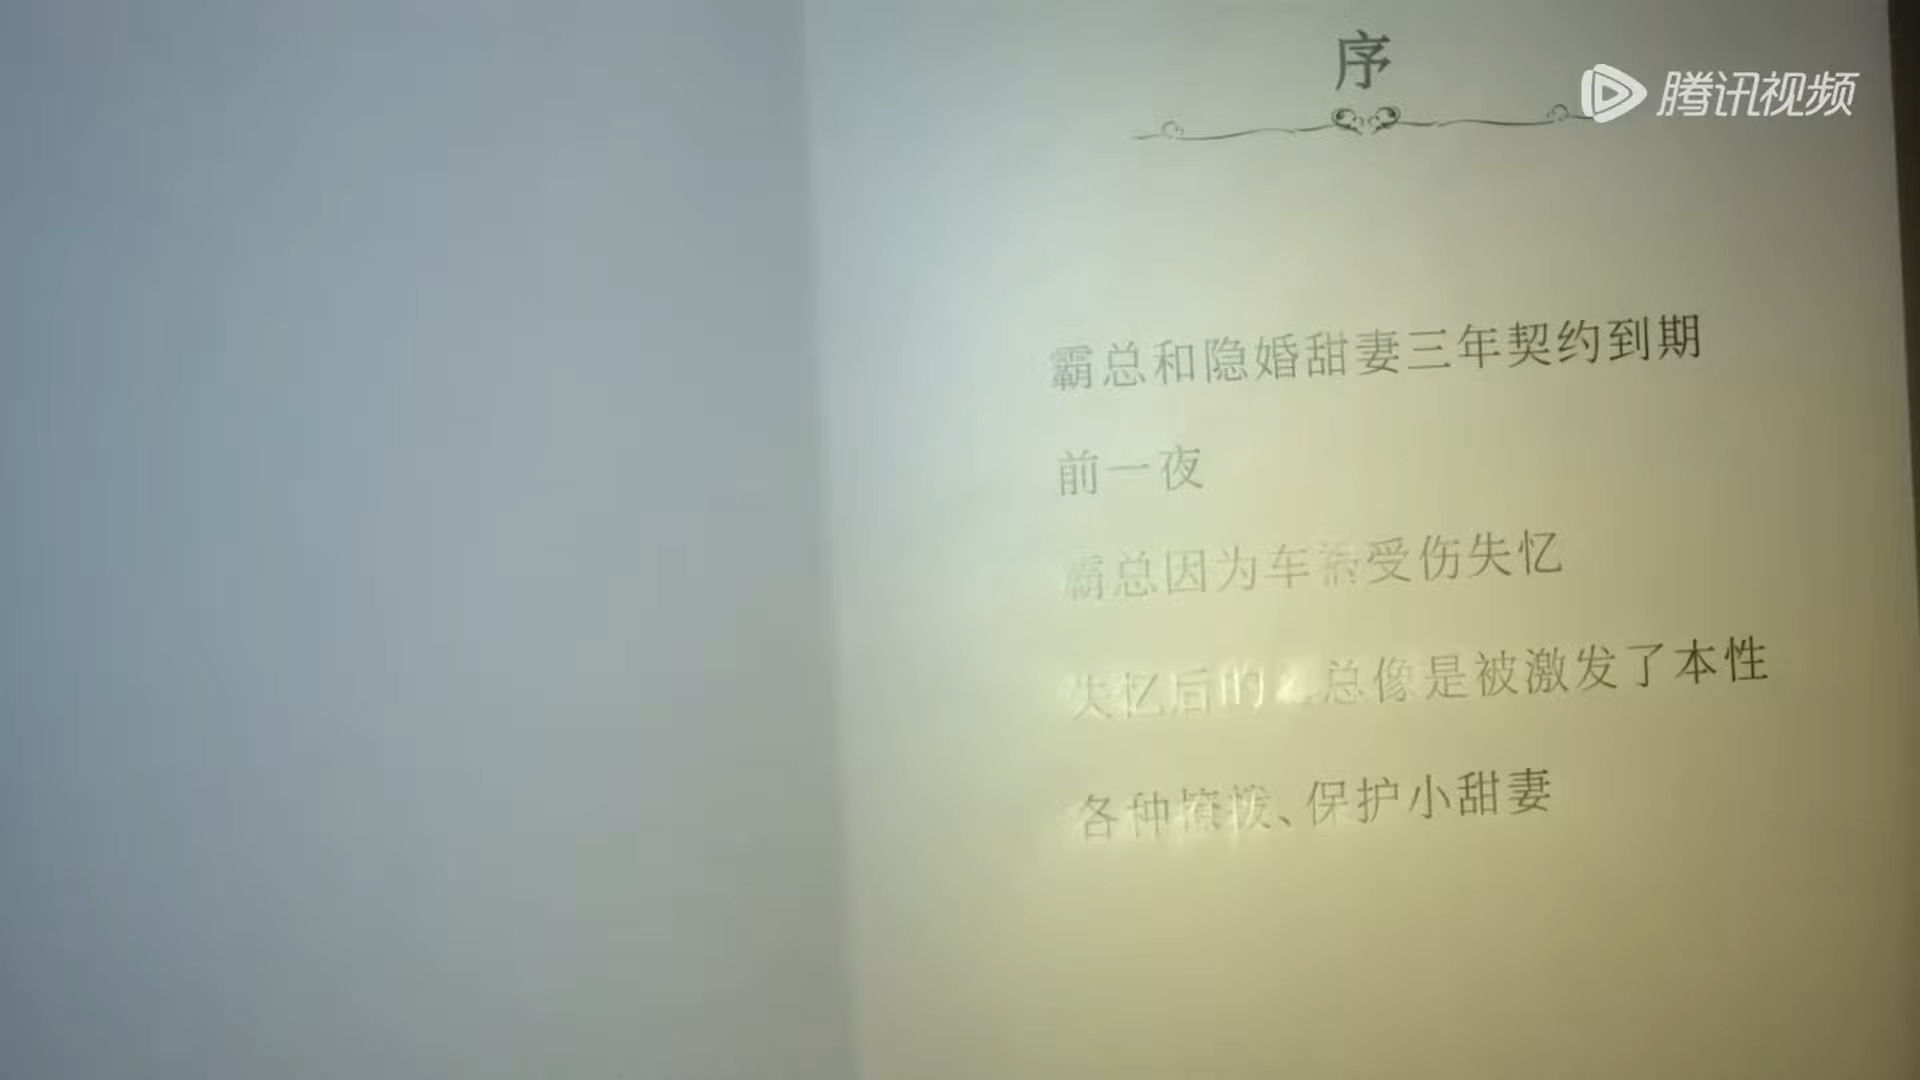 序
腾讯视频
霸总和隐婚甜妻三年契约到期
前一夜
霸总因为车祸受伤失忆
失忆后的霸总像是被激发了本性
各种撩拨、保护小甜妻